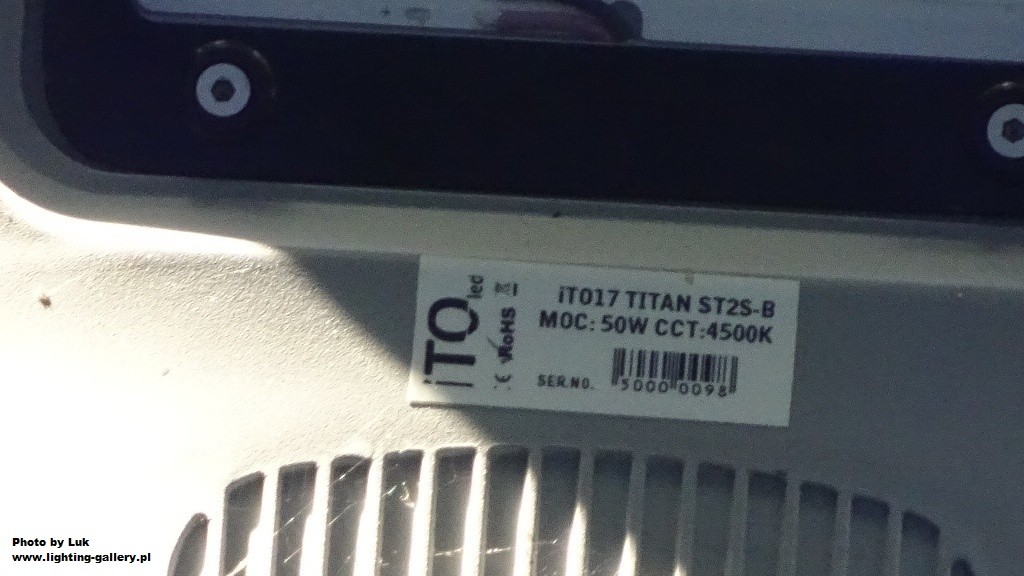 iTO led
CE RoHS
iTO17 TITAN ST2S-B
MOC: 50W CCT:4500K
SER.NO.
5000 0098
Photo by Luk
www.lighting-gallery.pl